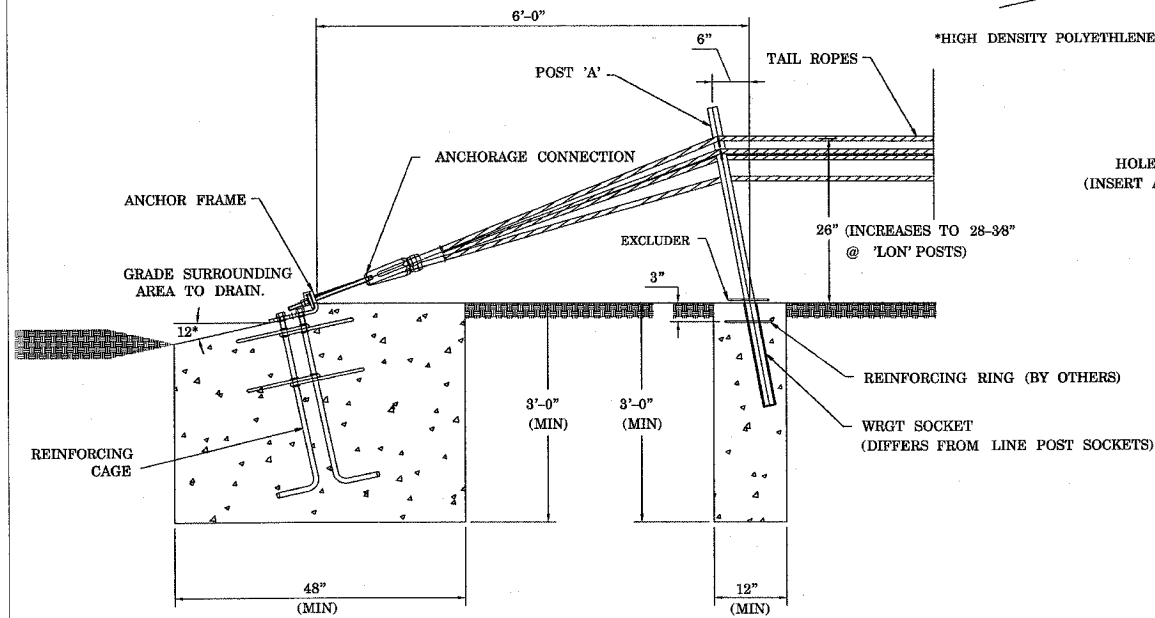 6'-0"
*HIGH DENSITY POLYETHLENE
6"
TAIL ROPES
POST 'A'
ANCHORAGE CONNECTION
HOLE
(INSERT
ANCHOR FRAME
26" (INCREASES TO 28-3/8"
@ 'LON' POSTS)
EXCLUDER
GRADE SURROUNDING
AREA TO DRAIN.
3"
12*
REINFORCING RING (BY OTHERS)
3'-0"
(MIN)
3'-0"
(MIN)
WRGT SOCKET
(DIFFERS FROM LINE POST SOCKETS)
REINFORCING
CAGE
48"
(MIN)
12"
(MIN)